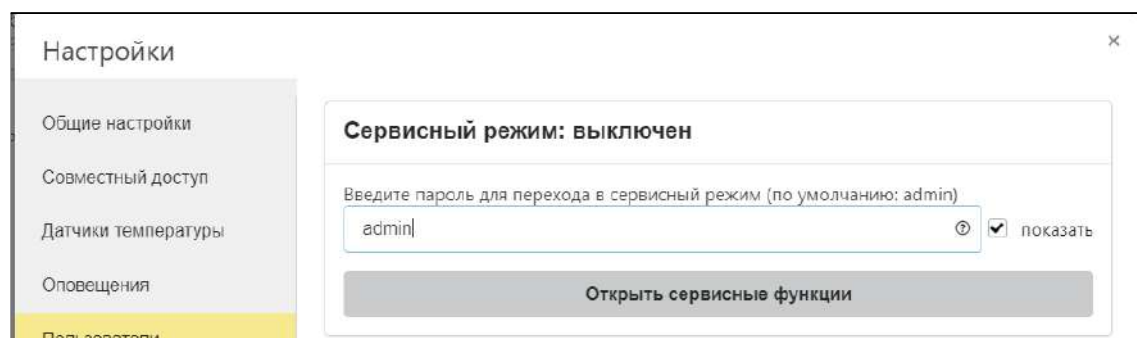 Настройки
Общие настройки
Совместный доступ
Датчики температуры
Оповещения
Пользователи
Сервисный режим: выключен
Введите пароль для перехода в сервисный режим (по умолчанию: admin)
admin
показать
Открыть сервисные функции